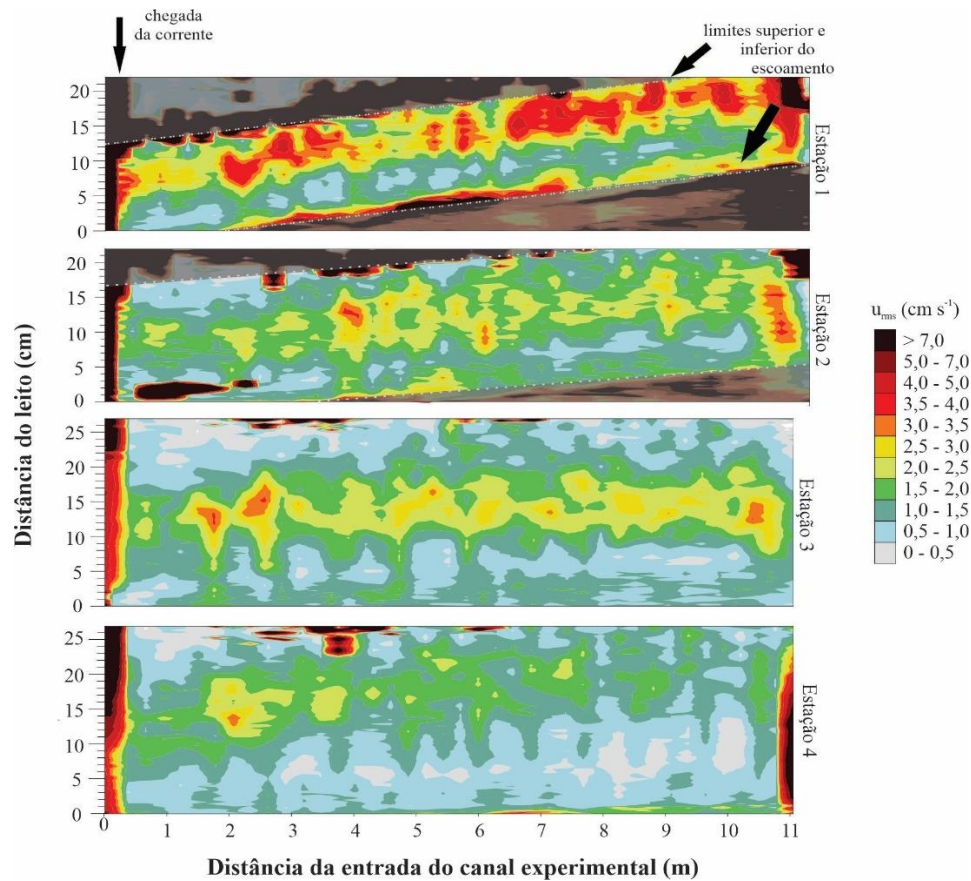 chegada
da corrente
limites superior e
inferior do
escoamento
20
15
10
5
0
Estação 1
20
15
10
5
0
Estação 2
25
20
15
10
5
0
Estação 3
25
20
15
10
5
0
Estação 4
Distância do leito (cm)
0 1 2 3 4 5 6 7 8 9 10 11
Distância da entrada do canal experimental (m)
u_rms (cm s⁻¹)
> 7,0
5,0 - 7,0
4,0 - 5,0
3,5 - 4,0
3,0 - 3,5
2,5 - 3,0
2,0 - 2,5
1,5 - 2,0
1,0 - 1,5
0,5 - 1,0
0 - 0,5